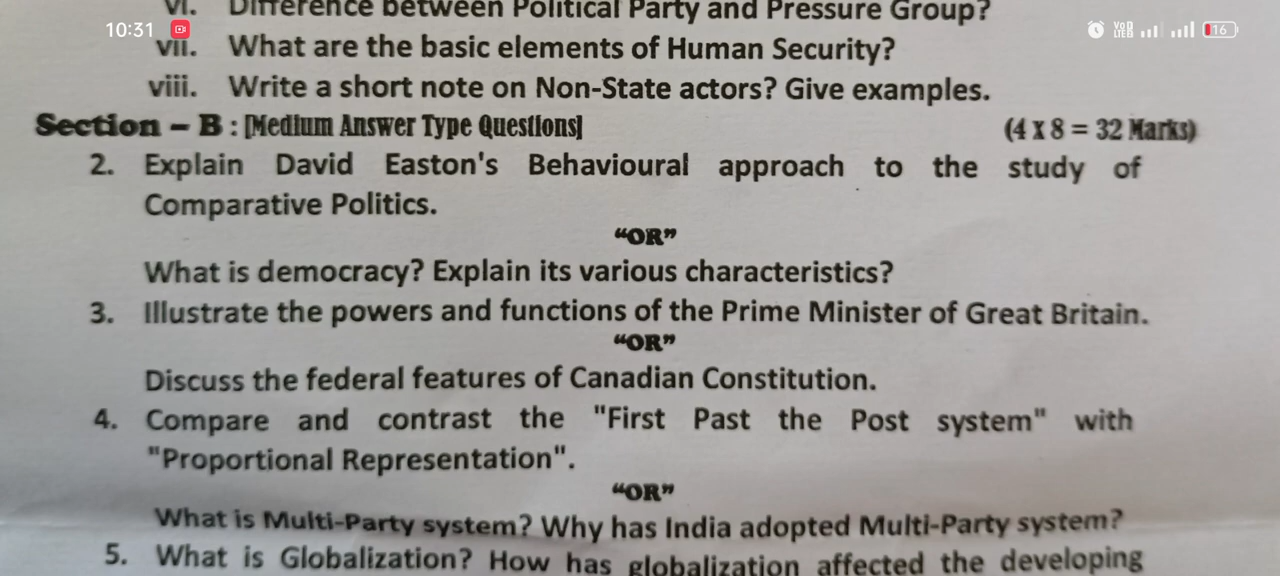 vi. Difference between Political Party and Pressure Group?
10:31
VoD LTED 16
vii. What are the basic elements of Human Security?
viii. Write a short note on Non-State actors? Give examples.
Section – B : [Medium Answer Type Questions] (4 x 8 = 32 Marks)
2. Explain David Easton's Behavioural approach to the study of
Comparative Politics.
“OR”
What is democracy? Explain its various characteristics?
3. Illustrate the powers and functions of the Prime Minister of Great Britain.
“OR”
Discuss the federal features of Canadian Constitution.
4. Compare and contrast the "First Past the Post system" with
"Proportional Representation".
“OR”
What is Multi-Party system? Why has India adopted Multi-Party system?
5. What is Globalization? How has globalization affected the developing